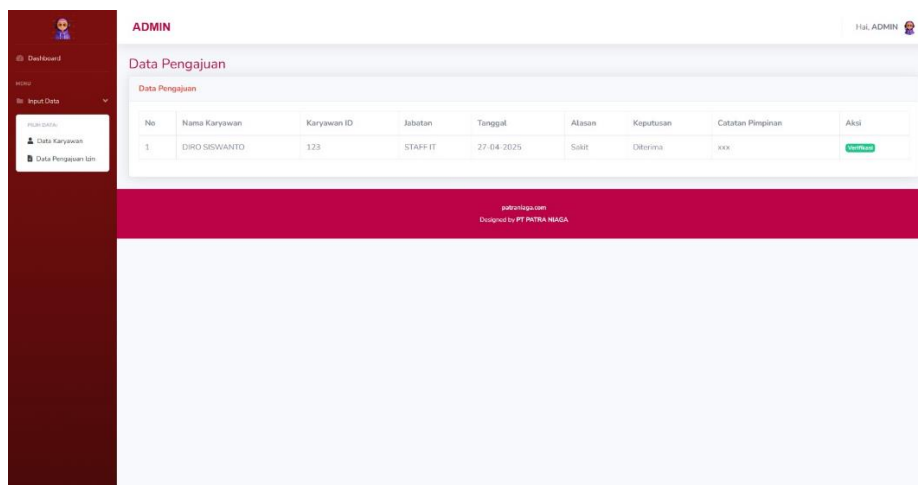 ADMIN
Hai, ADMIN
Dashboard
MENU
Input Data
Data Karyawan
Data Pengajuan Izin
Data Pengajuan
Data Pengajuan
No Nama Karyawan Karyawan ID Jabatan Tanggal Alasan Keputusan Catatan Pimpinan Aksi
1 DIRO SISWANTO 123 STAFF IT 27-04-2025 Sakit Diterima xxx Verifikasi
patraniaga.com
Designed by PT PATRA NIAGA